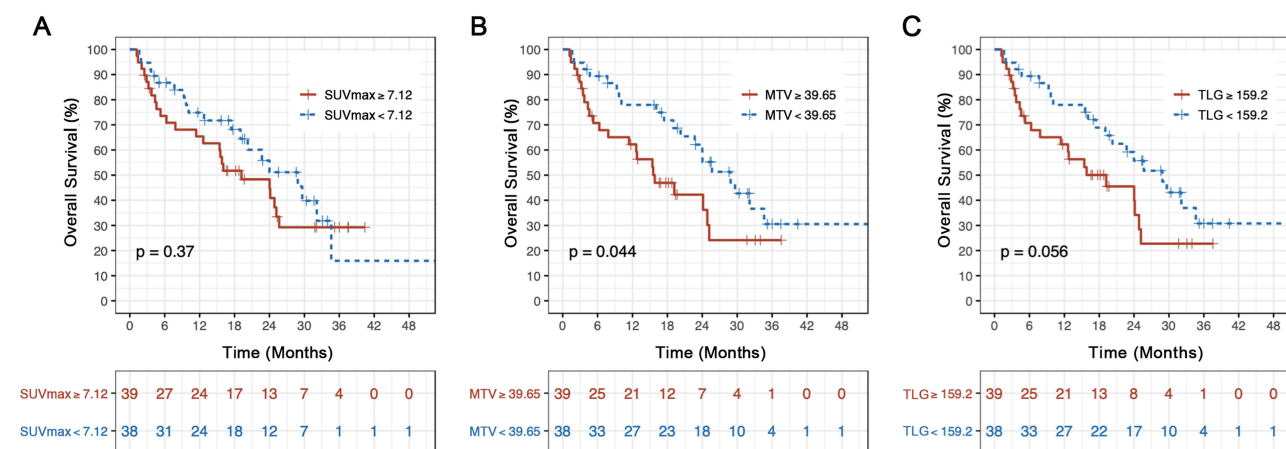 A
Overall Survival (%)
100
90
80
70
60
50
40
30
20
10
0
SUVmax ≥ 7.12
SUVmax < 7.12
p = 0.37
0 6 12 18 24 30 36 42 48
Time (Months)
SUVmax ≥ 7.12 39 27 24 17 13 7 4 0 0
SUVmax < 7.12 38 31 24 18 12 7 1 1 1
B
Overall Survival (%)
100
90
80
70
60
50
40
30
20
10
0
MTV ≥ 39.65
MTV < 39.65
p = 0.044
0 6 12 18 24 30 36 42 48
Time (Months)
MTV ≥ 39.65 39 25 21 12 7 4 1 0 0
MTV < 39.65 38 33 27 23 18 10 4 1 1
C
Overall Survival (%)
100
90
80
70
60
50
40
30
20
10
0
TLG ≥ 159.2
TLG < 159.2
p = 0.056
0 6 12 18 24 30 36 42 48
Time (Months)
TLG ≥ 159.2 39 25 21 13 8 4 1 0 0
TLG < 159.2 38 33 27 22 17 10 4 1 1